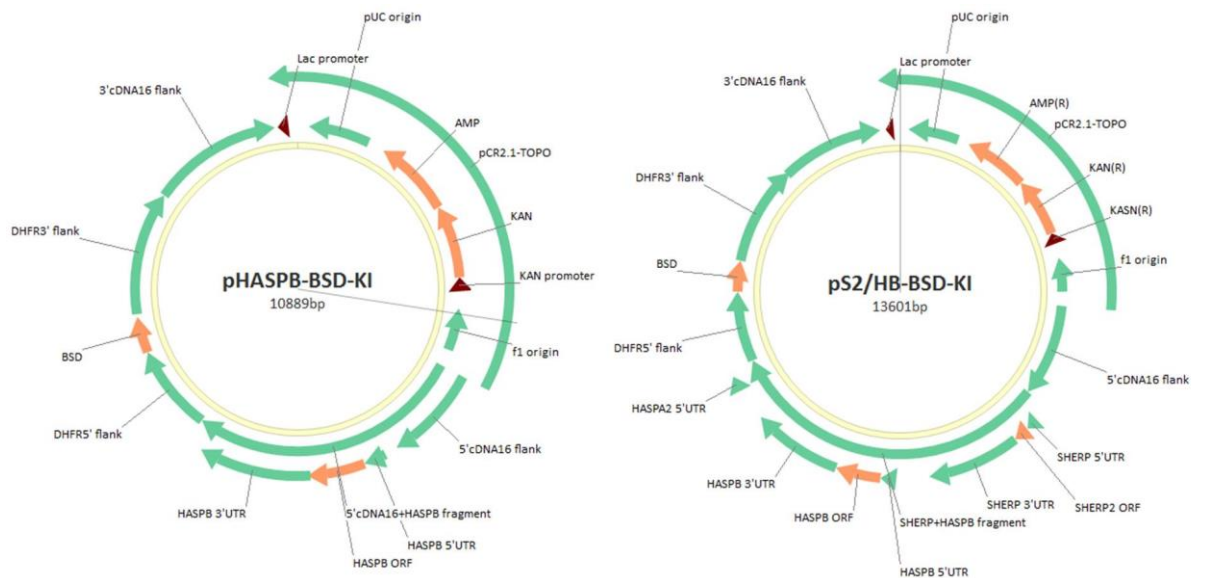 pUC origin
Lac promoter
3'cDNA16 flank
AMP
pCR2.1-TOPO
DHFR3' flank
KAN
pHASPB-BSD-KI
10889bp
KAN promoter
f1 origin
BSD
DHFR5' flank
5'cDNA16 flank
HASPB 3'UTR
5'cDNA16+HASPB fragment
HASPB 5'UTR
HASPB ORF
pUC origin
Lac promoter
3'cDNA16 flank
AMP(R)
pCR2.1-TOPO
KAN(R)
DHFR3' flank
KASN(R)
BSD
f1 origin
pS2/HB-BSD-KI
13601bp
DHFR5' flank
5'cDNA16 flank
HASPA2 5'UTR
SHERP 5'UTR
HASPB 3'UTR
SHERP 3'UTR
SHERP2 ORF
HASPB ORF
SHERP+HASPB fragment
HASPB 5'UTR